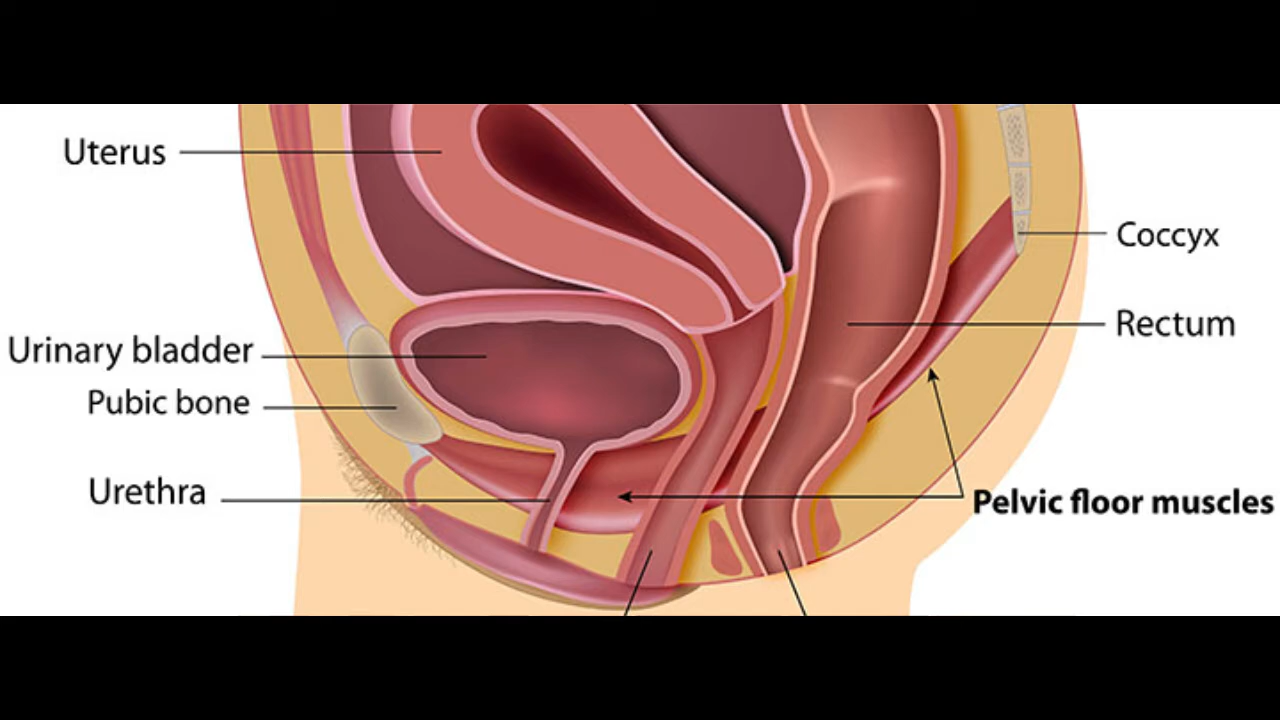 Uterus
Coccyx
Rectum
Urinary bladder
Pubic bone
Urethra
Pelvic floor muscles